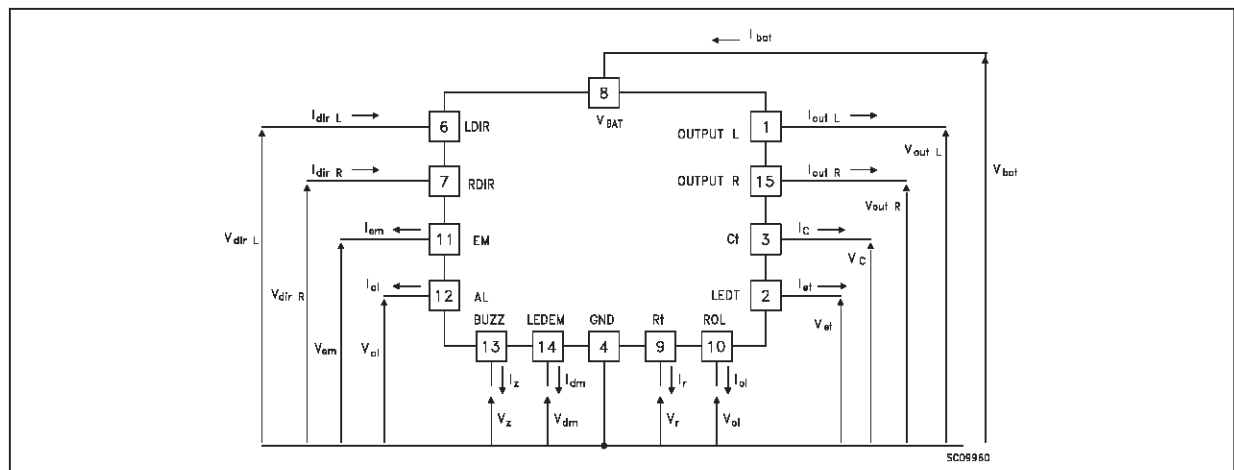 I bat
8
V BAT
I dir L
6
LDIR
OUTPUT L
1
I out L
V out L
V bat
I dir R
7
RDIR
OUTPUT R
15
I out R
V out R
I em
11
EM
Ct
3
I C
V C
V dir L
I al
12
AL
LEDT
2
I et
V dir R
BUZZ
LEDEM
GND
Rt
ROL
V et
13
14
4
9
10
V em
V al
I z
I dm
I r
I ol
V z
V dm
V r
V ol
SC09960